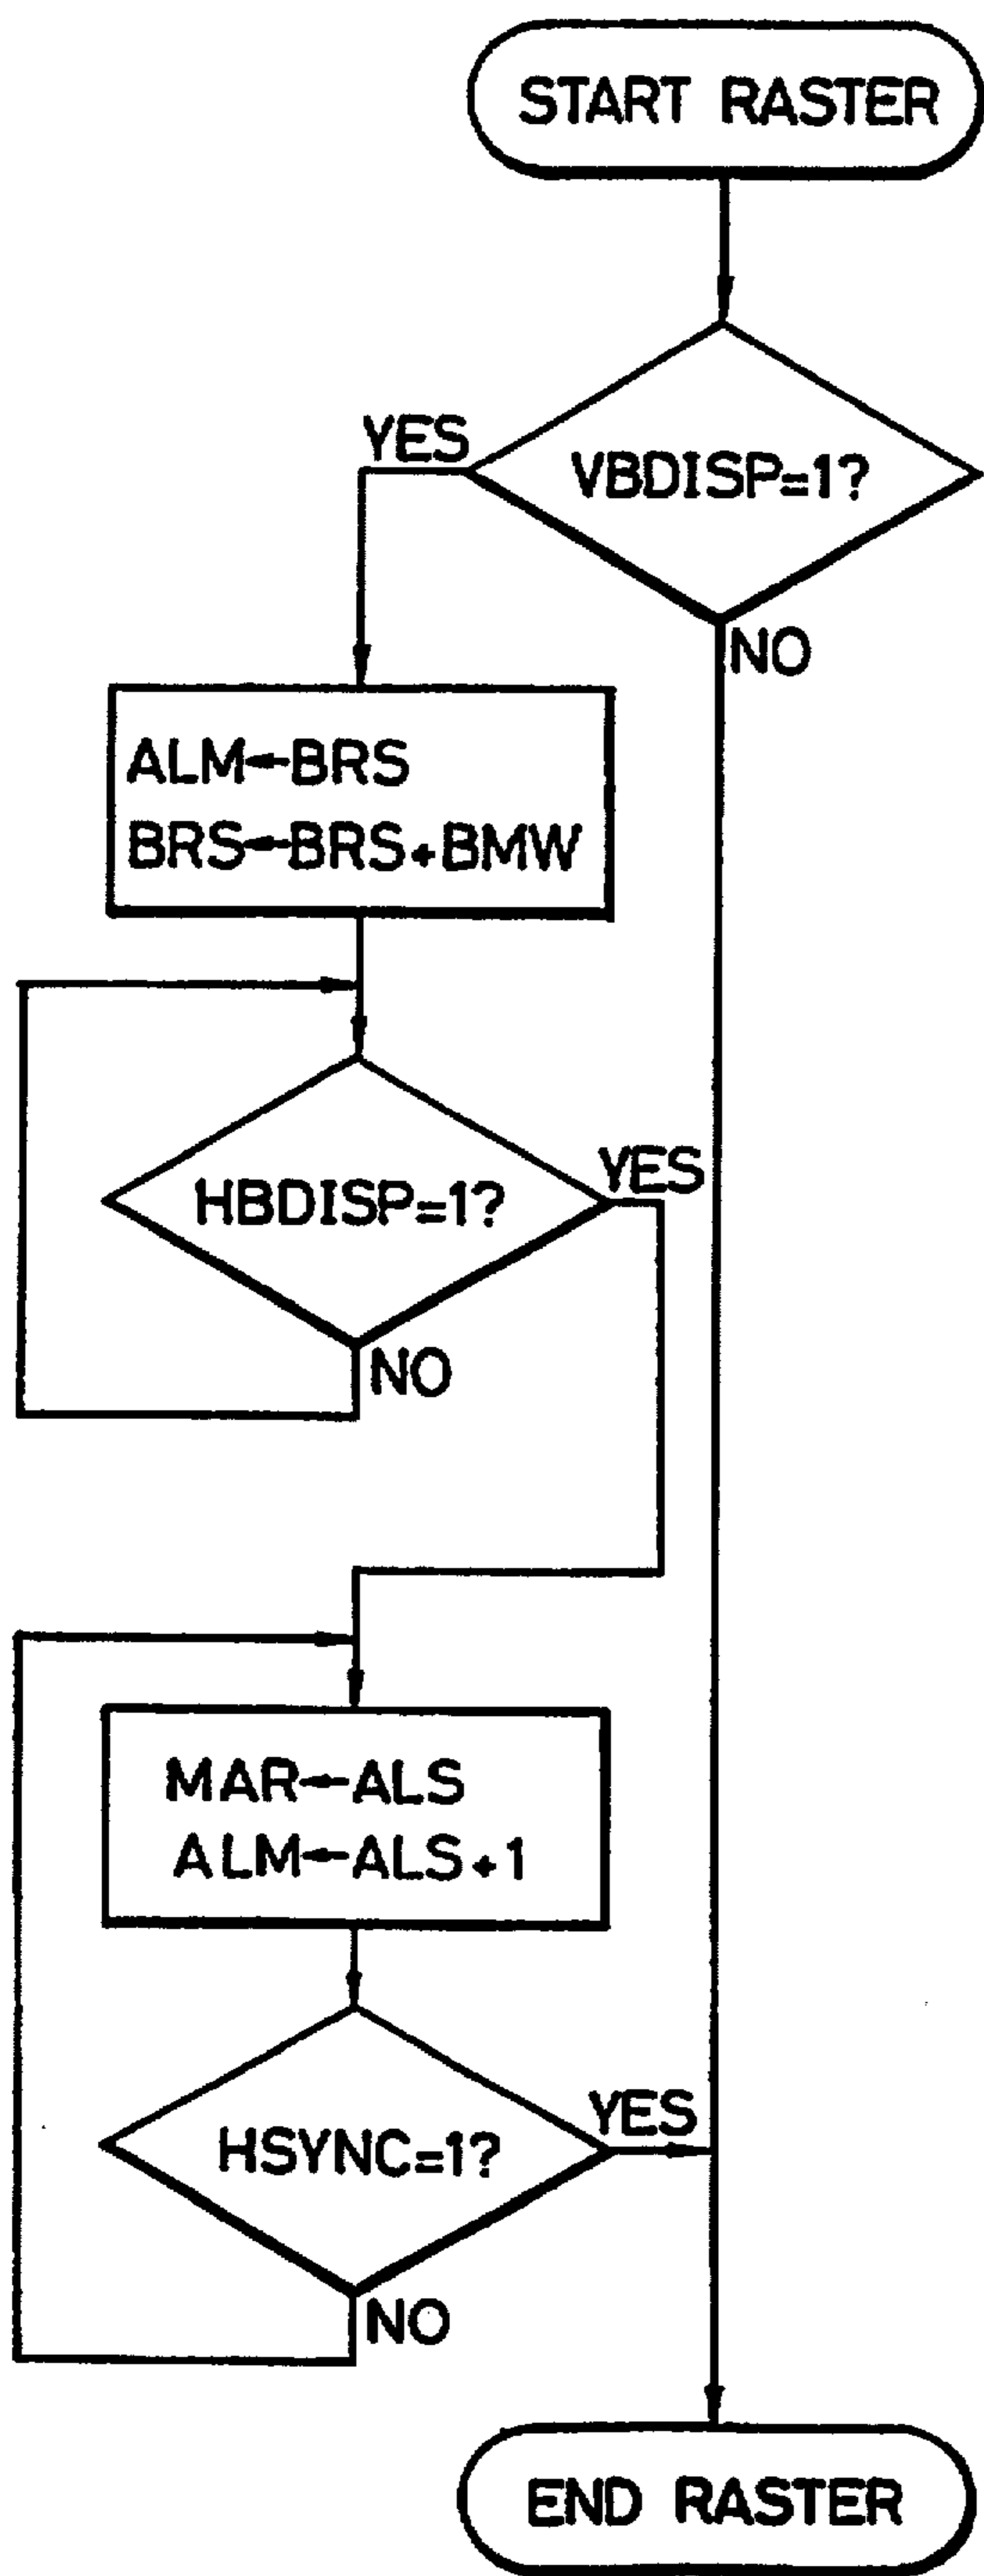 START RASTER
YES
VBDISP=1?
NO
ALM←BRS
BRS←BRS+BMW
HBDISP=1?
YES
NO
MAR←ALS
ALM←ALS+1
HSYNC=1?
YES
NO
END RASTER